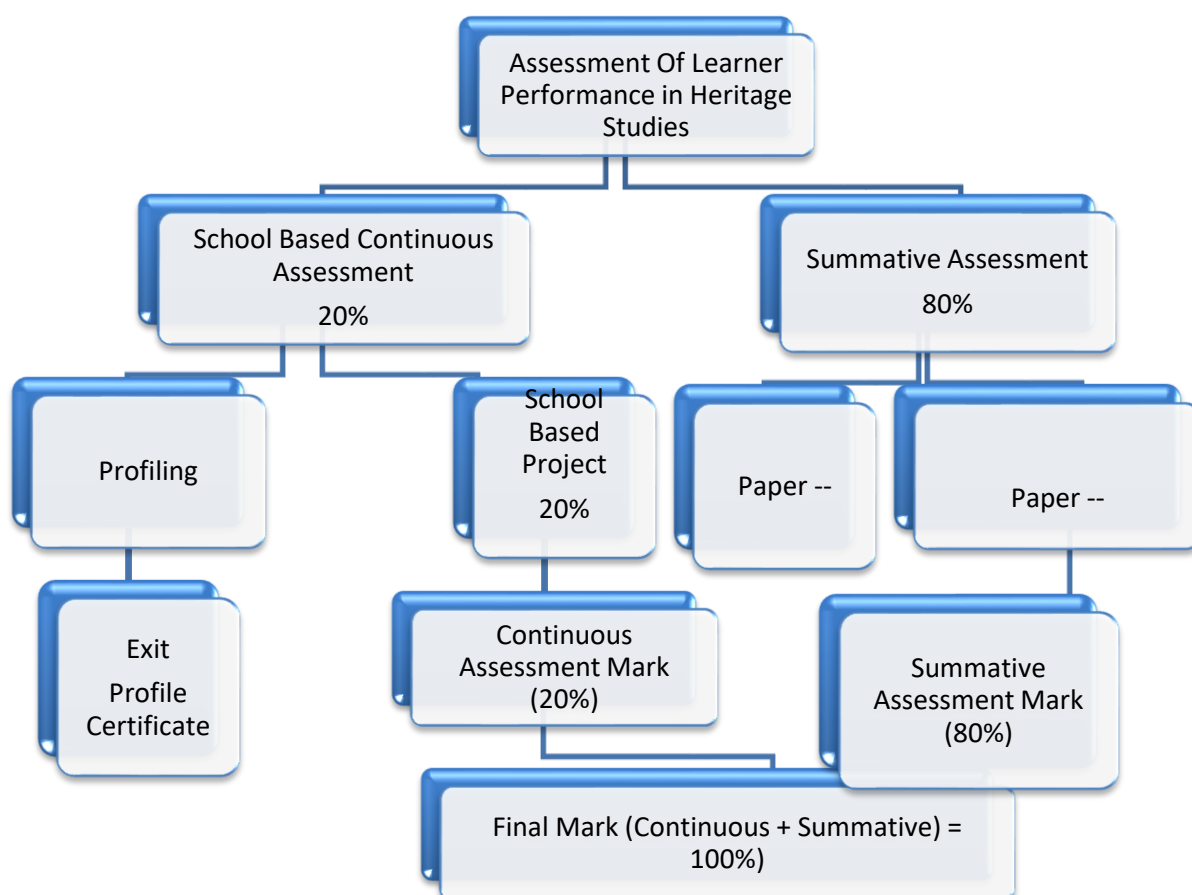 Assessment Of Learner
Performance in Heritage
Studies
School Based Continuous
Assessment
20%
Summative Assessment
80%
Profiling
School
Based
Project
20%
Paper --
Paper --
Exit
Profile
Certificate
Continuous
Assessment Mark
(20%)
Summative
Assessment Mark
(80%)
Final Mark (Continuous + Summative) =
100%)